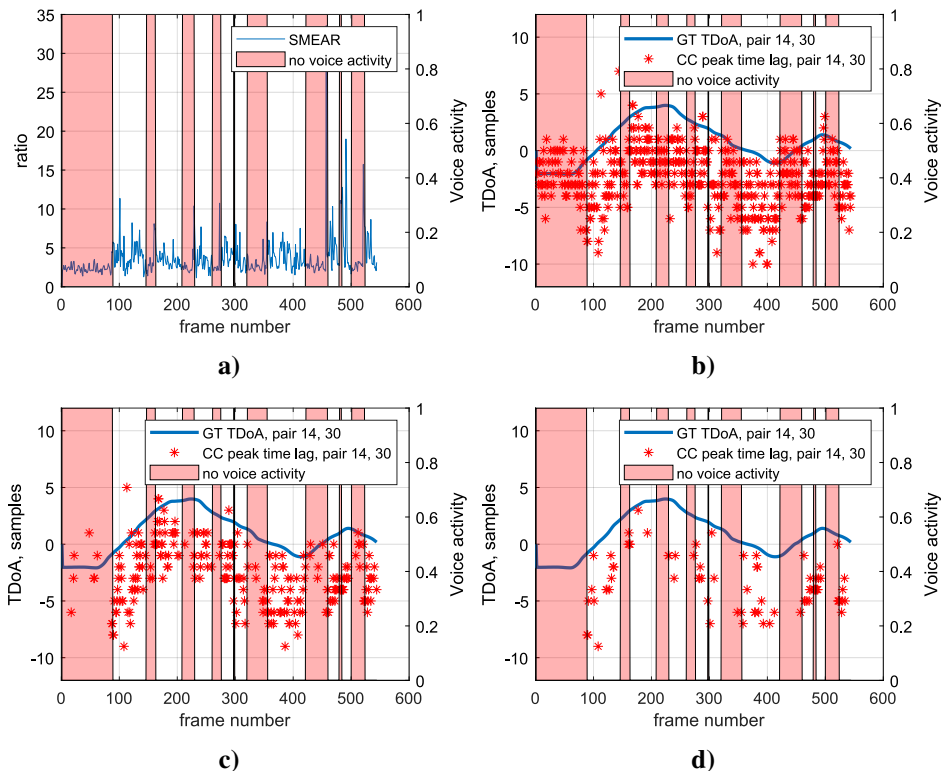 35
30
25
20
15
10
5
0
ratio
SMEAR
no voice activity
1
0.8
0.6
0.4
0.2
0
Voice activity
0 100 200 300 400 500 600
frame number
a)
10
5
0
-5
-10
TDoA, samples
GT TDoA, pair 14, 30
CC peak time lag, pair 14, 30
no voice activity
1
0.8
0.6
0.4
0.2
0
Voice activity
0 100 200 300 400 500 600
frame number
b)
10
5
0
-5
-10
TDoA, samples
GT TDoA, pair 14, 30
CC peak time lag, pair 14, 30
no voice activity
1
0.8
0.6
0.4
0.2
0
Voice activity
0 100 200 300 400 500 600
frame number
c)
10
5
0
-5
-10
TDoA, samples
GT TDoA, pair 14, 30
CC peak time lag, pair 14, 30
no voice activity
1
0.8
0.6
0.4
0.2
0
Voice activity
0 100 200 300 400 500 600
frame number
d)